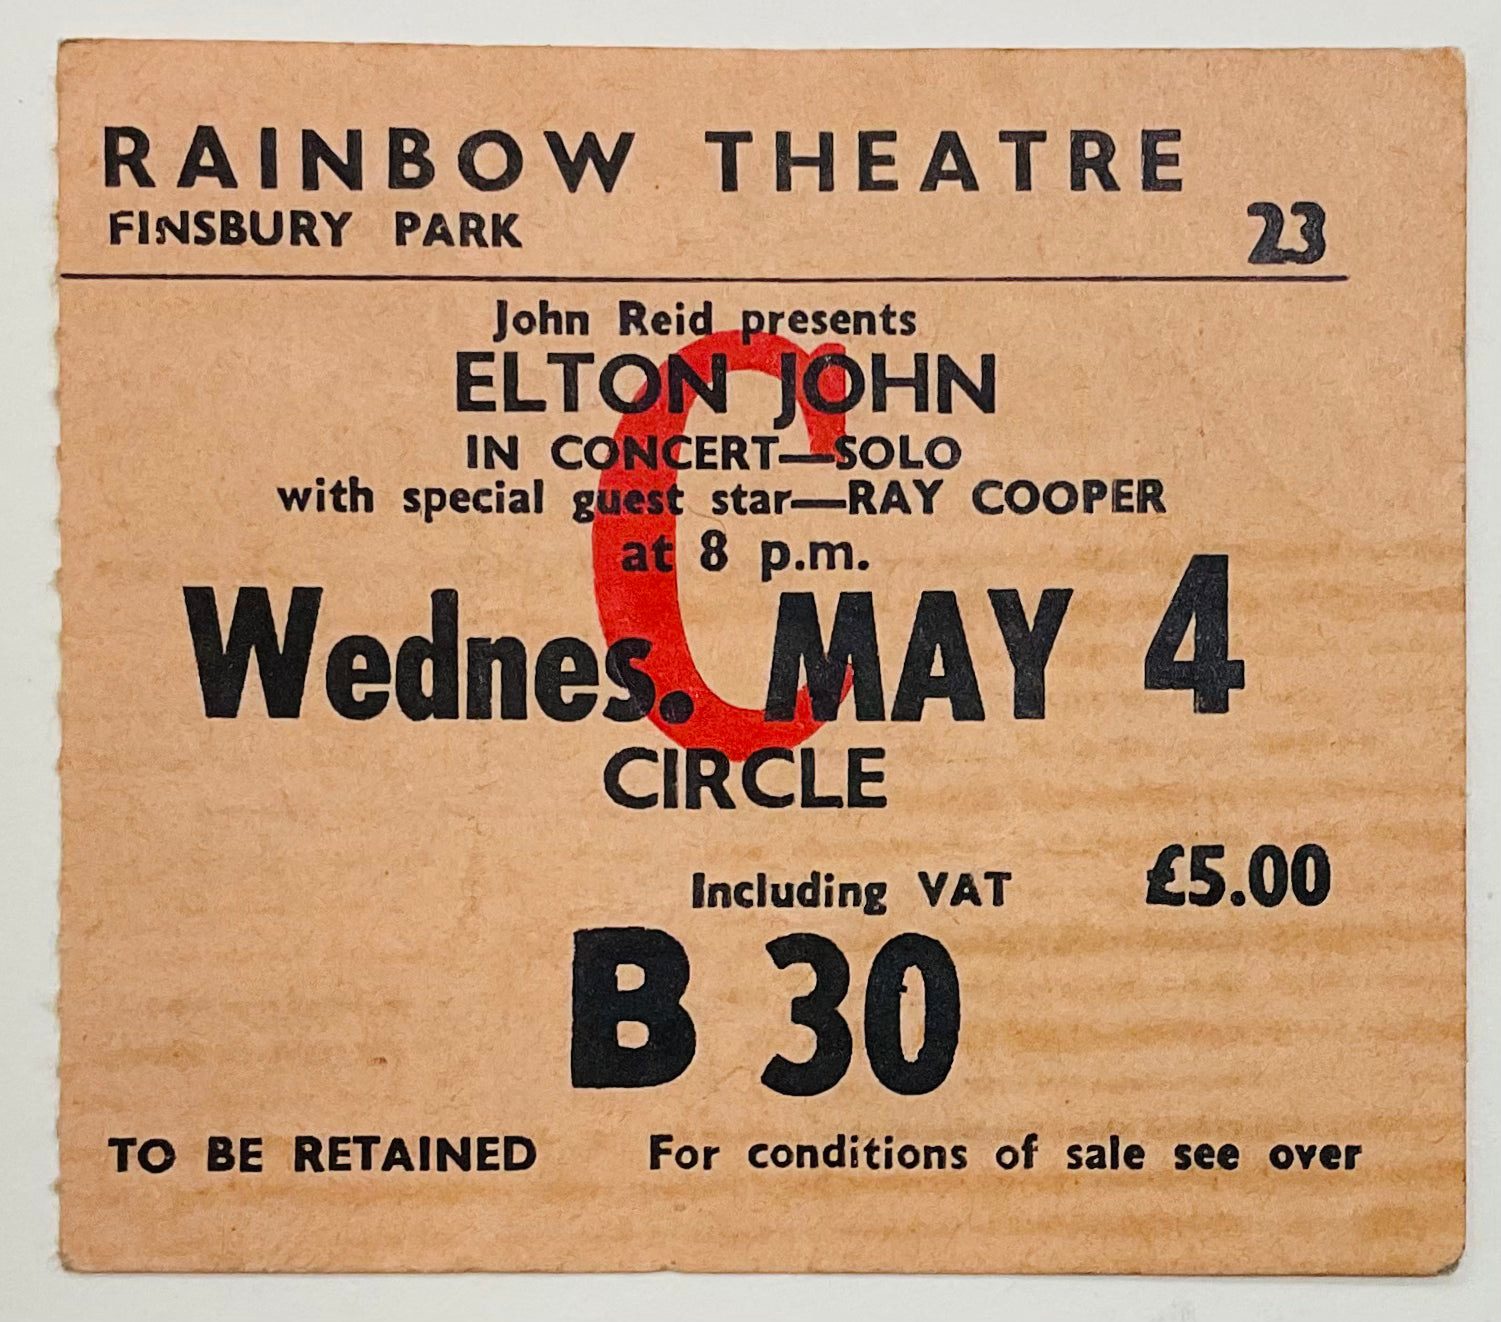 RAINBOW THEATRE
FINSBURY PARK
23
John Reid presents
ELTON JOHN
IN CONCERT—SOLO
with special guest star—RAY COOPER
at 8 p.m.
Wednes. MAY 4
C
CIRCLE
Including VAT £5.00
B 30
TO BE RETAINED For conditions of sale see over